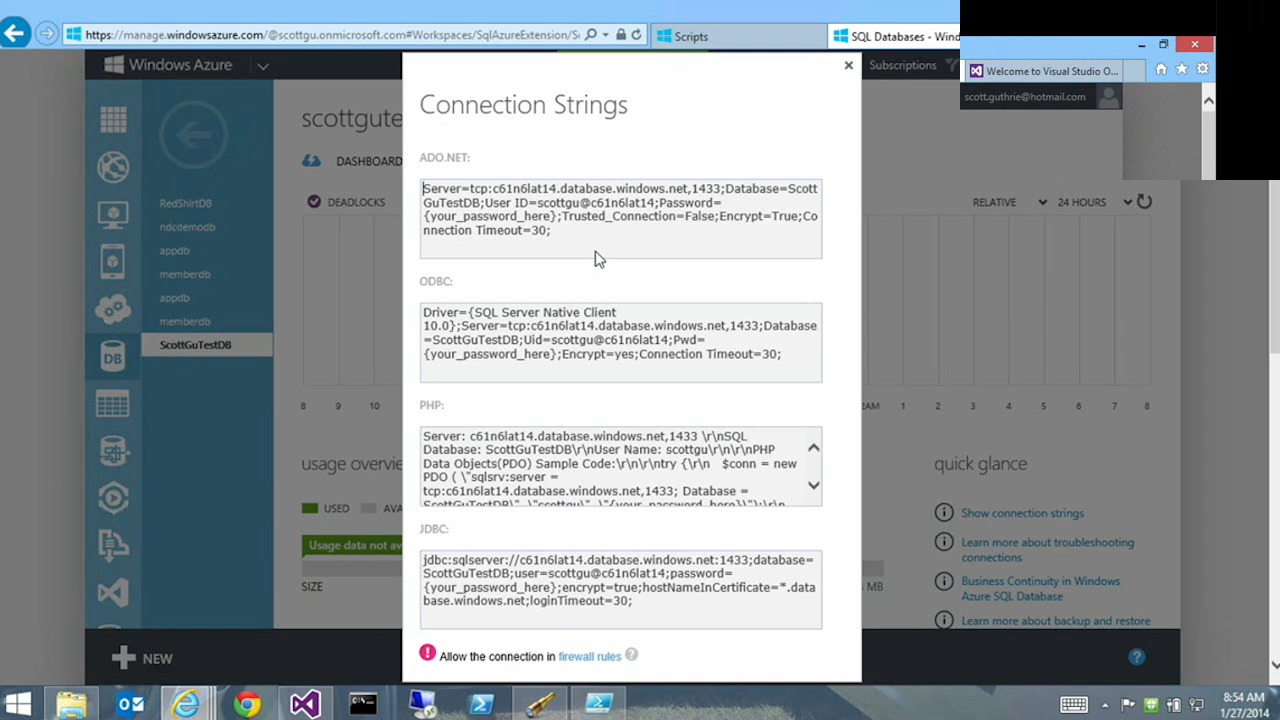 https://manage.windowsazure.com/@scottgu.onmicrosoft.com#Workspaces/SqlAzureExtension/S
Scripts
SQL Databases - Win
Welcome to Visual Studio O...
scott.guthrie@hotmail.com
Windows Azure
Subscriptions
scottgute
DASHBOARD
DEADLOCKS
RELATIVE
24 HOURS
RedShirtDB
ndcdemodb
appdb
memberdb
appdb
memberdb
ScottGuTestDB
DB
Connection Strings
ADO.NET:
Server=tcp:c61n6lat14.database.windows.net,1433;Database=Scott
GuTestDB;User ID=scottgu@c61n6lat14;Password=
{your_password_here};Trusted_Connection=False;Encrypt=True;Co
nnection Timeout=30;
ODBC:
Driver={SQL Server Native Client
10.0};Server=tcp:c61n6lat14.database.windows.net,1433;Database
=ScottGuTestDB;Uid=scottgu@c61n6lat14;Pwd=
{your_password_here};Encrypt=yes;Connection Timeout=30;
PHP:
Server: c61n6lat14.database.windows.net,1433 \r\nSQL
Database: ScottGuTestDB\r\nUser Name: scottgu\r\n\r\nPHP
Data Objects(PDO) Sample Code:\r\n\r\ntry {\r\n $conn = new
PDO ( \"sqlsrv:server =
tcp:c61n6lat14.database.windows.net,1433; Database =
ScottGuTestDB\", \"scottgu\", \"{your_password_here}\");\r\n
JDBC:
jdbc:sqlserver://c61n6lat14.database.windows.net:1433;database=
ScottGuTestDB;user=scottgu@c61n6lat14;password=
{your_password_here};encrypt=true;hostNameInCertificate=*.data
base.windows.net;loginTimeout=30;
Allow the connection in firewall rules
8 9 10
AM 1 2 3 4 5 6 7 8
usage overvie
USED AVA
Usage data not av
SIZE
MB
quick glance
Show connection strings
Learn more about troubleshooting
connections
Business Continuity in Windows
Azure SQL Database
Learn more about backup and restore
NEW
8:54 AM
1/27/2014